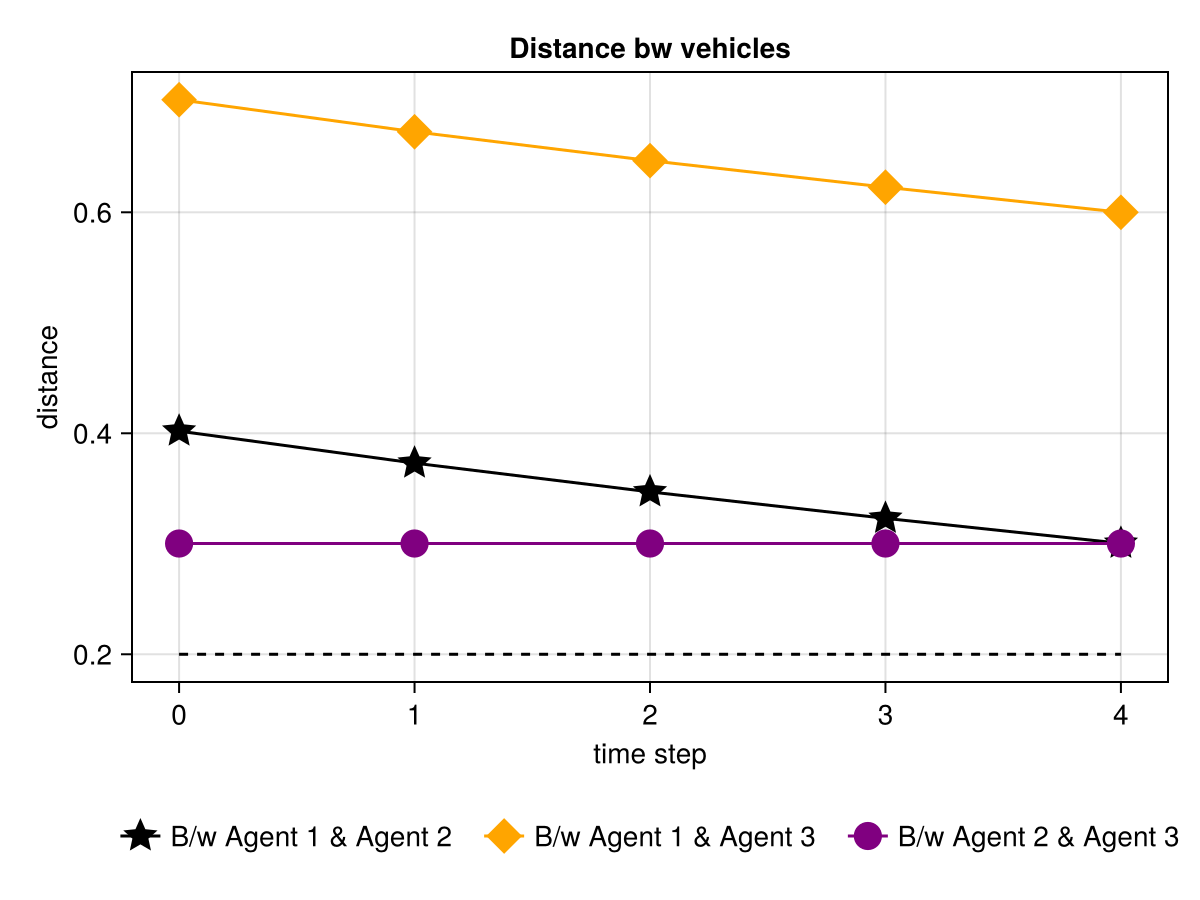 Distance bw vehicles
distance
0.6
0.4
0.2
0 1 2 3 4
time step
B/w Agent 1 & Agent 2 B/w Agent 1 & Agent 3 B/w Agent 2 & Agent 3